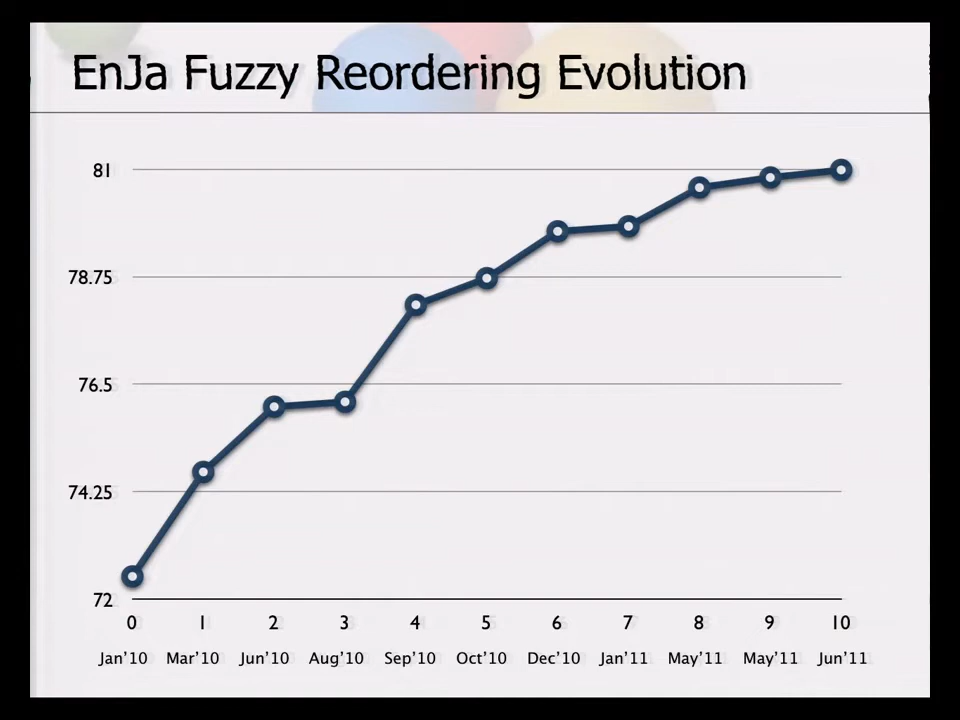 EnJa Fuzzy Reordering Evolution
81
78.75
76.5
74.25
72
0 1 2 3 4 5 6 7 8 9 10
Jan'10 Mar'10 Jun'10 Aug'10 Sep'10 Oct'10 Dec'10 Jan'11 May'11 May'11 Jun'11